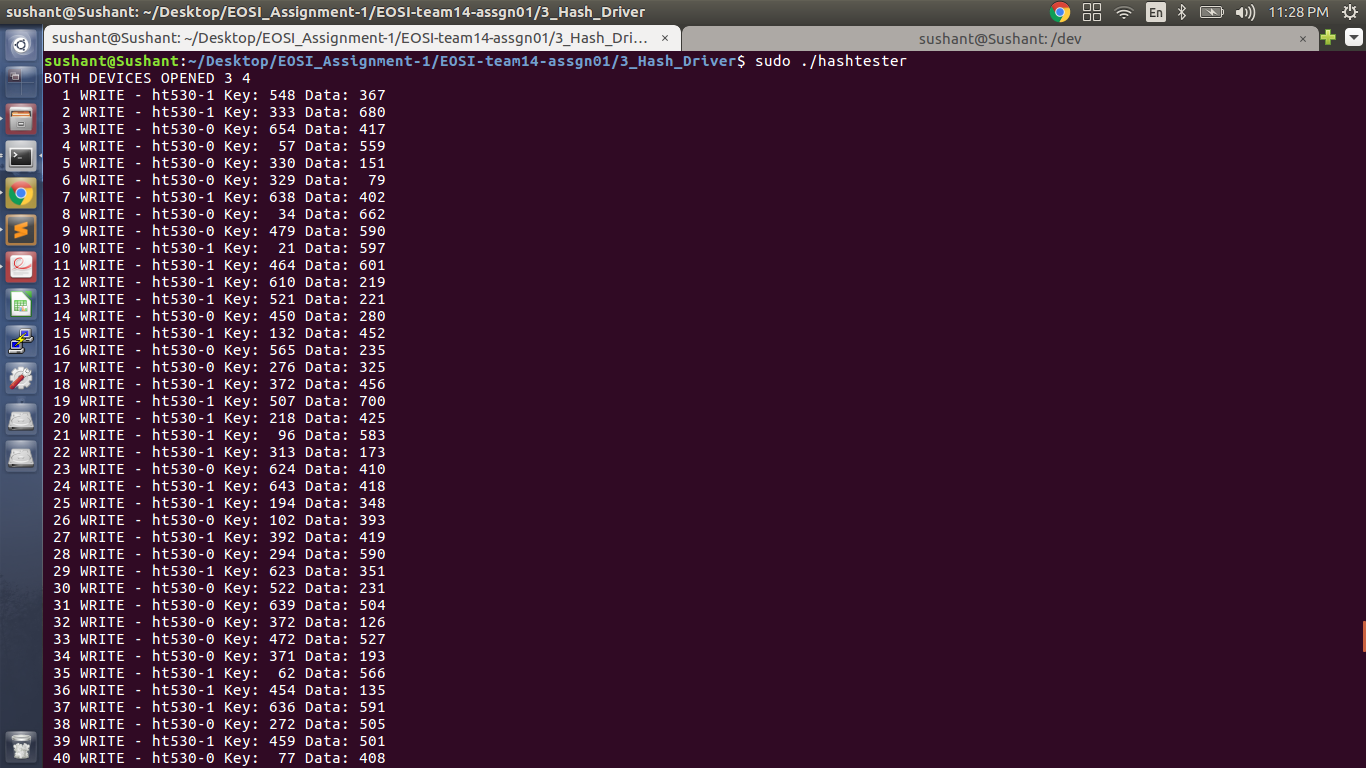 sushant@Sushant: ~/Desktop/EOSI_Assignment-1/EOSI-team14-assgn01/3_Hash_Driver
En
11:28 PM
sushant@Sushant: ~/Desktop/EOSI_Assignment-1/EOSI-team14-assgn01/3_Hash_Dri... ×
sushant@Sushant: /dev ×
sushant@Sushant:~/Desktop/EOSI_Assignment-1/EOSI-team14-assgn01/3_Hash_Driver$ sudo ./hashtester
BOTH DEVICES OPENED 3 4
  1 WRITE - ht530-1 Key: 548 Data: 367
  2 WRITE - ht530-1 Key: 333 Data: 680
  3 WRITE - ht530-0 Key: 654 Data: 417
  4 WRITE - ht530-0 Key:  57 Data: 559
  5 WRITE - ht530-0 Key: 330 Data: 151
  6 WRITE - ht530-0 Key: 329 Data:  79
  7 WRITE - ht530-1 Key: 638 Data: 402
  8 WRITE - ht530-0 Key:  34 Data: 662
  9 WRITE - ht530-0 Key: 479 Data: 590
 10 WRITE - ht530-1 Key:  21 Data: 597
 11 WRITE - ht530-1 Key: 464 Data: 601
 12 WRITE - ht530-1 Key: 610 Data: 219
 13 WRITE - ht530-1 Key: 521 Data: 221
 14 WRITE - ht530-1 Key: 450 Data: 280
 15 WRITE - ht530-1 Key: 132 Data: 452
 16 WRITE - ht530-0 Key: 565 Data: 235
 17 WRITE - ht530-0 Key: 276 Data: 325
 18 WRITE - ht530-1 Key: 372 Data: 456
 19 WRITE - ht530-1 Key: 507 Data: 700
 20 WRITE - ht530-1 Key: 218 Data: 425
 21 WRITE - ht530-1 Key:  96 Data: 583
 22 WRITE - ht530-1 Key: 313 Data: 173
 23 WRITE - ht530-0 Key: 624 Data: 410
 24 WRITE - ht530-1 Key: 643 Data: 418
 25 WRITE - ht530-1 Key: 194 Data: 348
 26 WRITE - ht530-0 Key: 102 Data: 393
 27 WRITE - ht530-1 Key: 392 Data: 419
 28 WRITE - ht530-0 Key: 294 Data: 590
 29 WRITE - ht530-1 Key: 623 Data: 351
 30 WRITE - ht530-0 Key: 522 Data: 231
 31 WRITE - ht530-0 Key: 639 Data: 504
 32 WRITE - ht530-0 Key: 372 Data: 126
 33 WRITE - ht530-0 Key: 472 Data: 527
 34 WRITE - ht530-0 Key: 371 Data: 193
 35 WRITE - ht530-1 Key:  62 Data: 566
 36 WRITE - ht530-1 Key: 454 Data: 135
 37 WRITE - ht530-1 Key: 636 Data: 591
 38 WRITE - ht530-0 Key: 272 Data: 505
 39 WRITE - ht530-1 Key: 459 Data: 501
 40 WRITE - ht530-0 Key:  77 Data: 408